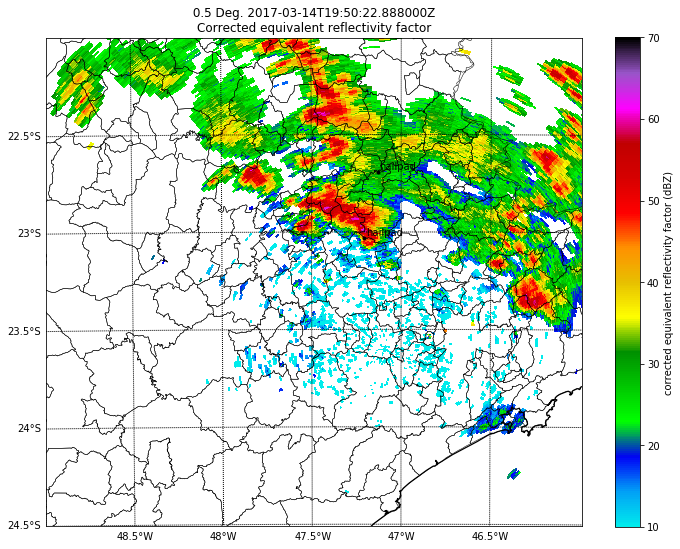 0.5 Deg. 2017-03-14T19:50:22.888000Z
Corrected equivalent reflectivity factor
70
60
50
40
30
20
10
corrected equivalent reflectivity factor (dBZ)
22.5°S
23°S
23.5°S
24°S
24.5°S
hailpad
hailpad
48.5°W
48°W
47.5°W
47°W
46.5°W